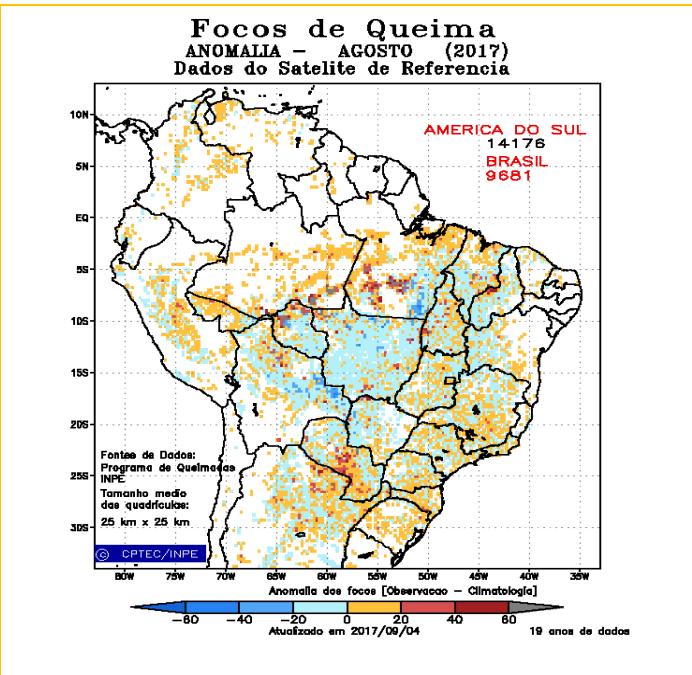 Focos de Queima
ANOMALIA – AGOSTO (2017)
Dados do Satelite de Referencia
AMERICA DO SUL
14176
BRASIL
9681
10N
5N
EQ
5S
10S
15S
20S
25S
30S
Fontes de Dados:
Programa de Queimadas
INPE
Tamanho medio
das quadriculas:
25 km x 25 km
© CPTEC/INPE
80W 75W 70W 65W 60W 55W 50W 45W 40W 35W
Anomalia dos focos [Observacao – Climatologia]
−60 −40 −20 0 20 40 60
Atualizado em 2017/09/04 19 anos de dados